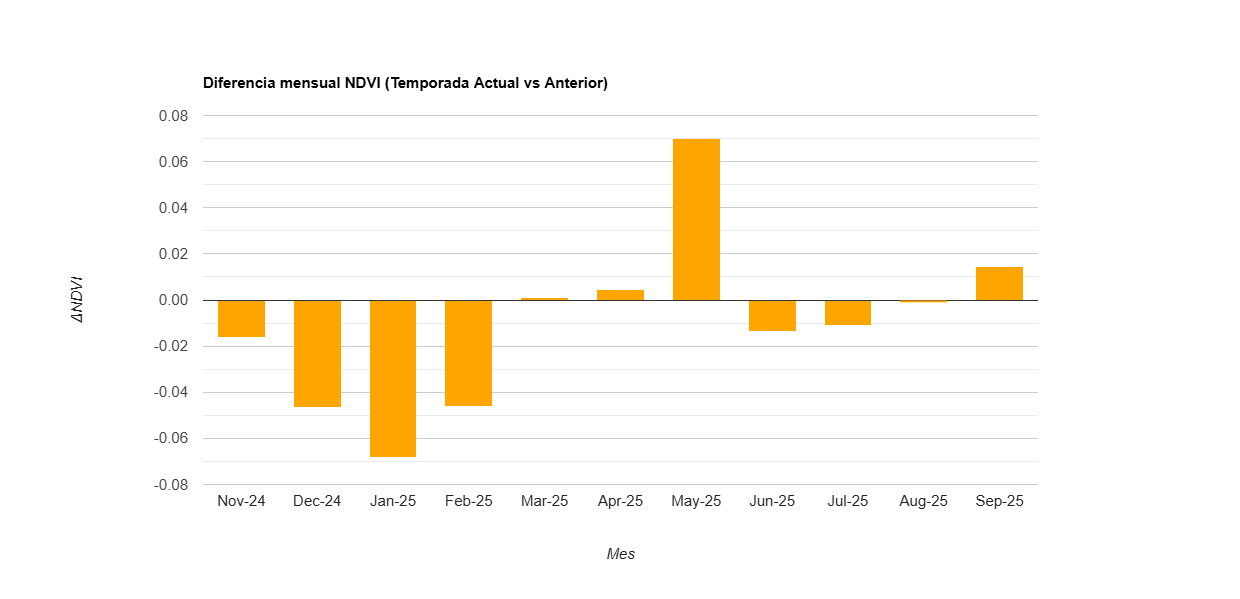 Diferencia mensual NDVI (Temporada Actual vs Anterior)
0.08
0.06
0.04
0.02
0.00
-0.02
-0.04
-0.06
-0.08
ΔNDVI
Nov-24 Dec-24 Jan-25 Feb-25 Mar-25 Apr-25 May-25 Jun-25 Jul-25 Aug-25 Sep-25
Mes